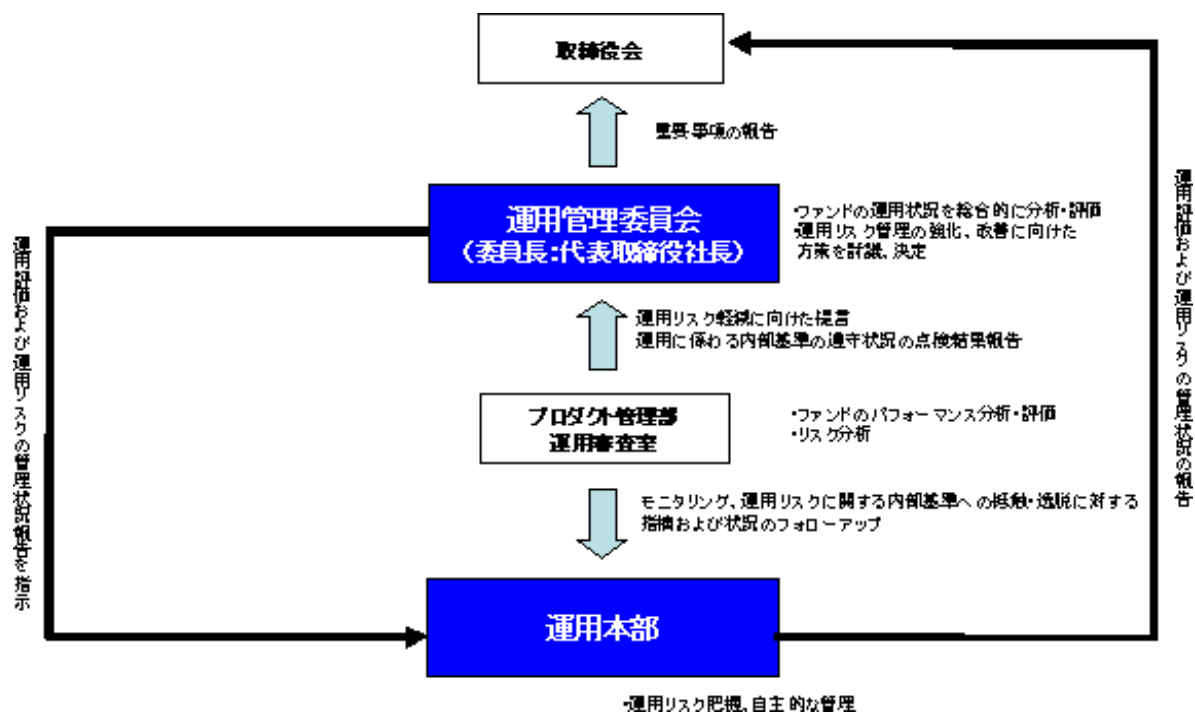 取締役会
重要事項の報告
運用管理委員会
(委員長:代表取締役社長)
・ファンドの運用状況を総合的に分析・評価
・運用リスク管理の強化、改善に向けた
方策を討議、決定
運用リスク軽減に向けた提言
運用に係わる内部基準の遵守状況の点検結果報告
プロダクト管理部
運用審査室
・ファンドのパフォーマンス分析・評価
・リスク分析
モニタリング、運用リスクに関する内部基準への抵触・逸脱に対する
指摘および状況のフォローアップ
運用本部
・運用リスク把握、自主的な管理
運用評価および運用リスクの管理状況報告を指示
運用評価および運用リスクの管理状況の報告